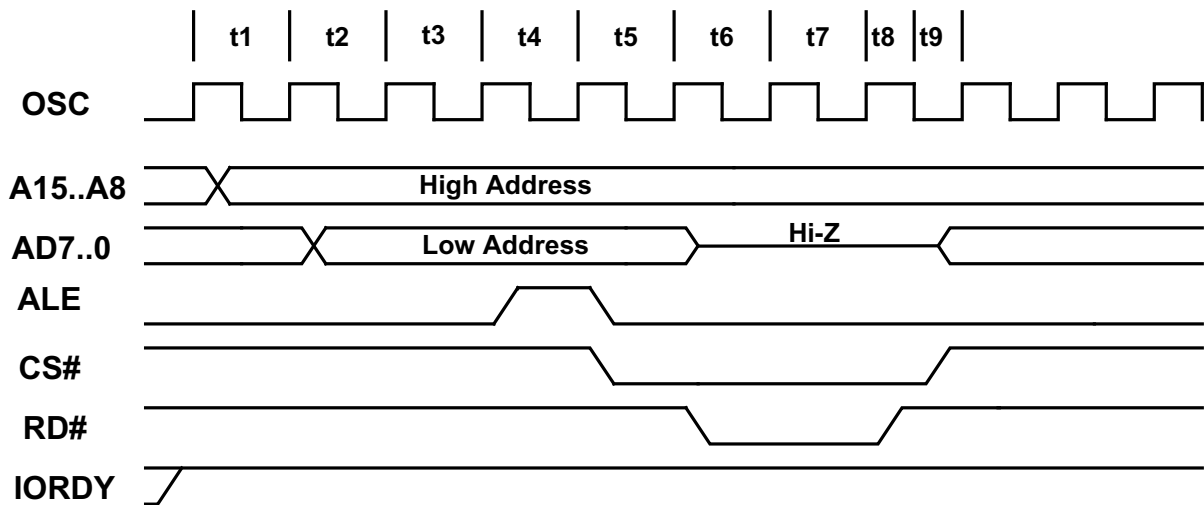 t1 t2 t3 t4 t5 t6 t7 t8 t9
OSC
A15..A8 High Address
AD7..0 Low Address Hi-Z
ALE
CS#
RD#
IORDY